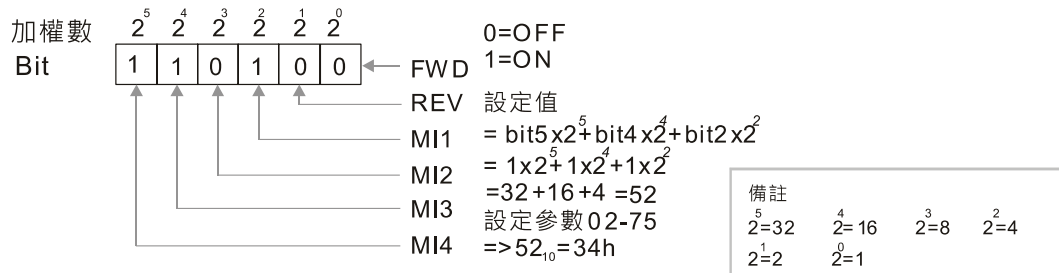 加權數 2⁵ 2⁴ 2³ 2² 2¹ 2⁰
Bit 1 1 0 1 0 0
FWD
REV
MI1
MI2
MI3
MI4
0=OFF
1=ON
設定值
= bit5x2⁵+bit4x2⁴+bit2x2²
= 1x2⁵+1x2⁴+1x2²
=32+16+4 =52
設定參數02-75
=>52₁₀=34h
備註
2⁵=32 2⁴=16 2³=8 2²=4
2¹=2 2⁰=1